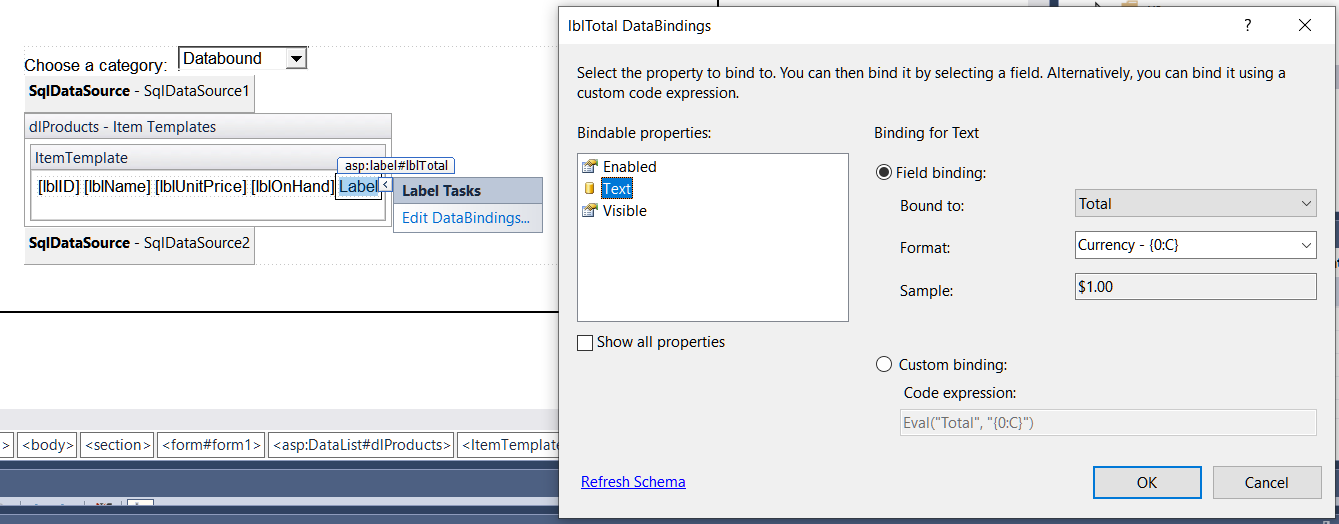 Choose a category:
Databound
SqlDataSource - SqlDataSource1
dlProducts - Item Templates
ItemTemplate
asp:label#lblTotal
[lblID] [lblName] [lblUnitPrice] [lblOnHand] Label
<
Label Tasks
Edit DataBindings...
SqlDataSource - SqlDataSource2
> <body> <section> <form#form1> <asp:DataList#dlProducts> <ItemTemplate
lblTotal DataBindings
?
Select the property to bind to. You can then bind it by selecting a field. Alternatively, you can bind it using a
custom code expression.
Bindable properties:
Enabled
Text
Visible
Show all properties
Binding for Text
Field binding:
Bound to:
Total
Format:
Currency - {0:C}
Sample:
$1.00
Custom binding:
Code expression:
Eval("Total", "{0:C}")
Refresh Schema
OK
Cancel